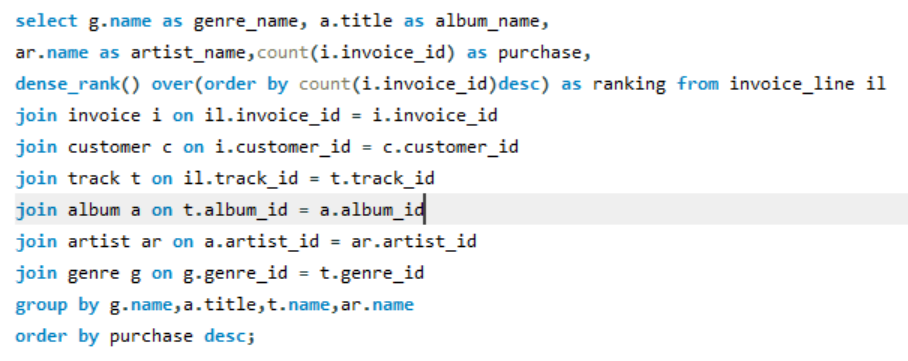 select g.name as genre_name, a.title as album_name,
ar.name as artist_name,count(i.invoice_id) as purchase,
dense_rank() over(order by count(i.invoice_id)desc) as ranking from invoice_line il
join invoice i on il.invoice_id = i.invoice_id
join customer c on i.customer_id = c.customer_id
join track t on il.track_id = t.track_id
join album a on t.album_id = a.album_id
join artist ar on a.artist_id = ar.artist_id
join genre g on g.genre_id = t.genre_id
group by g.name,a.title,t.name,ar.name
order by purchase desc;